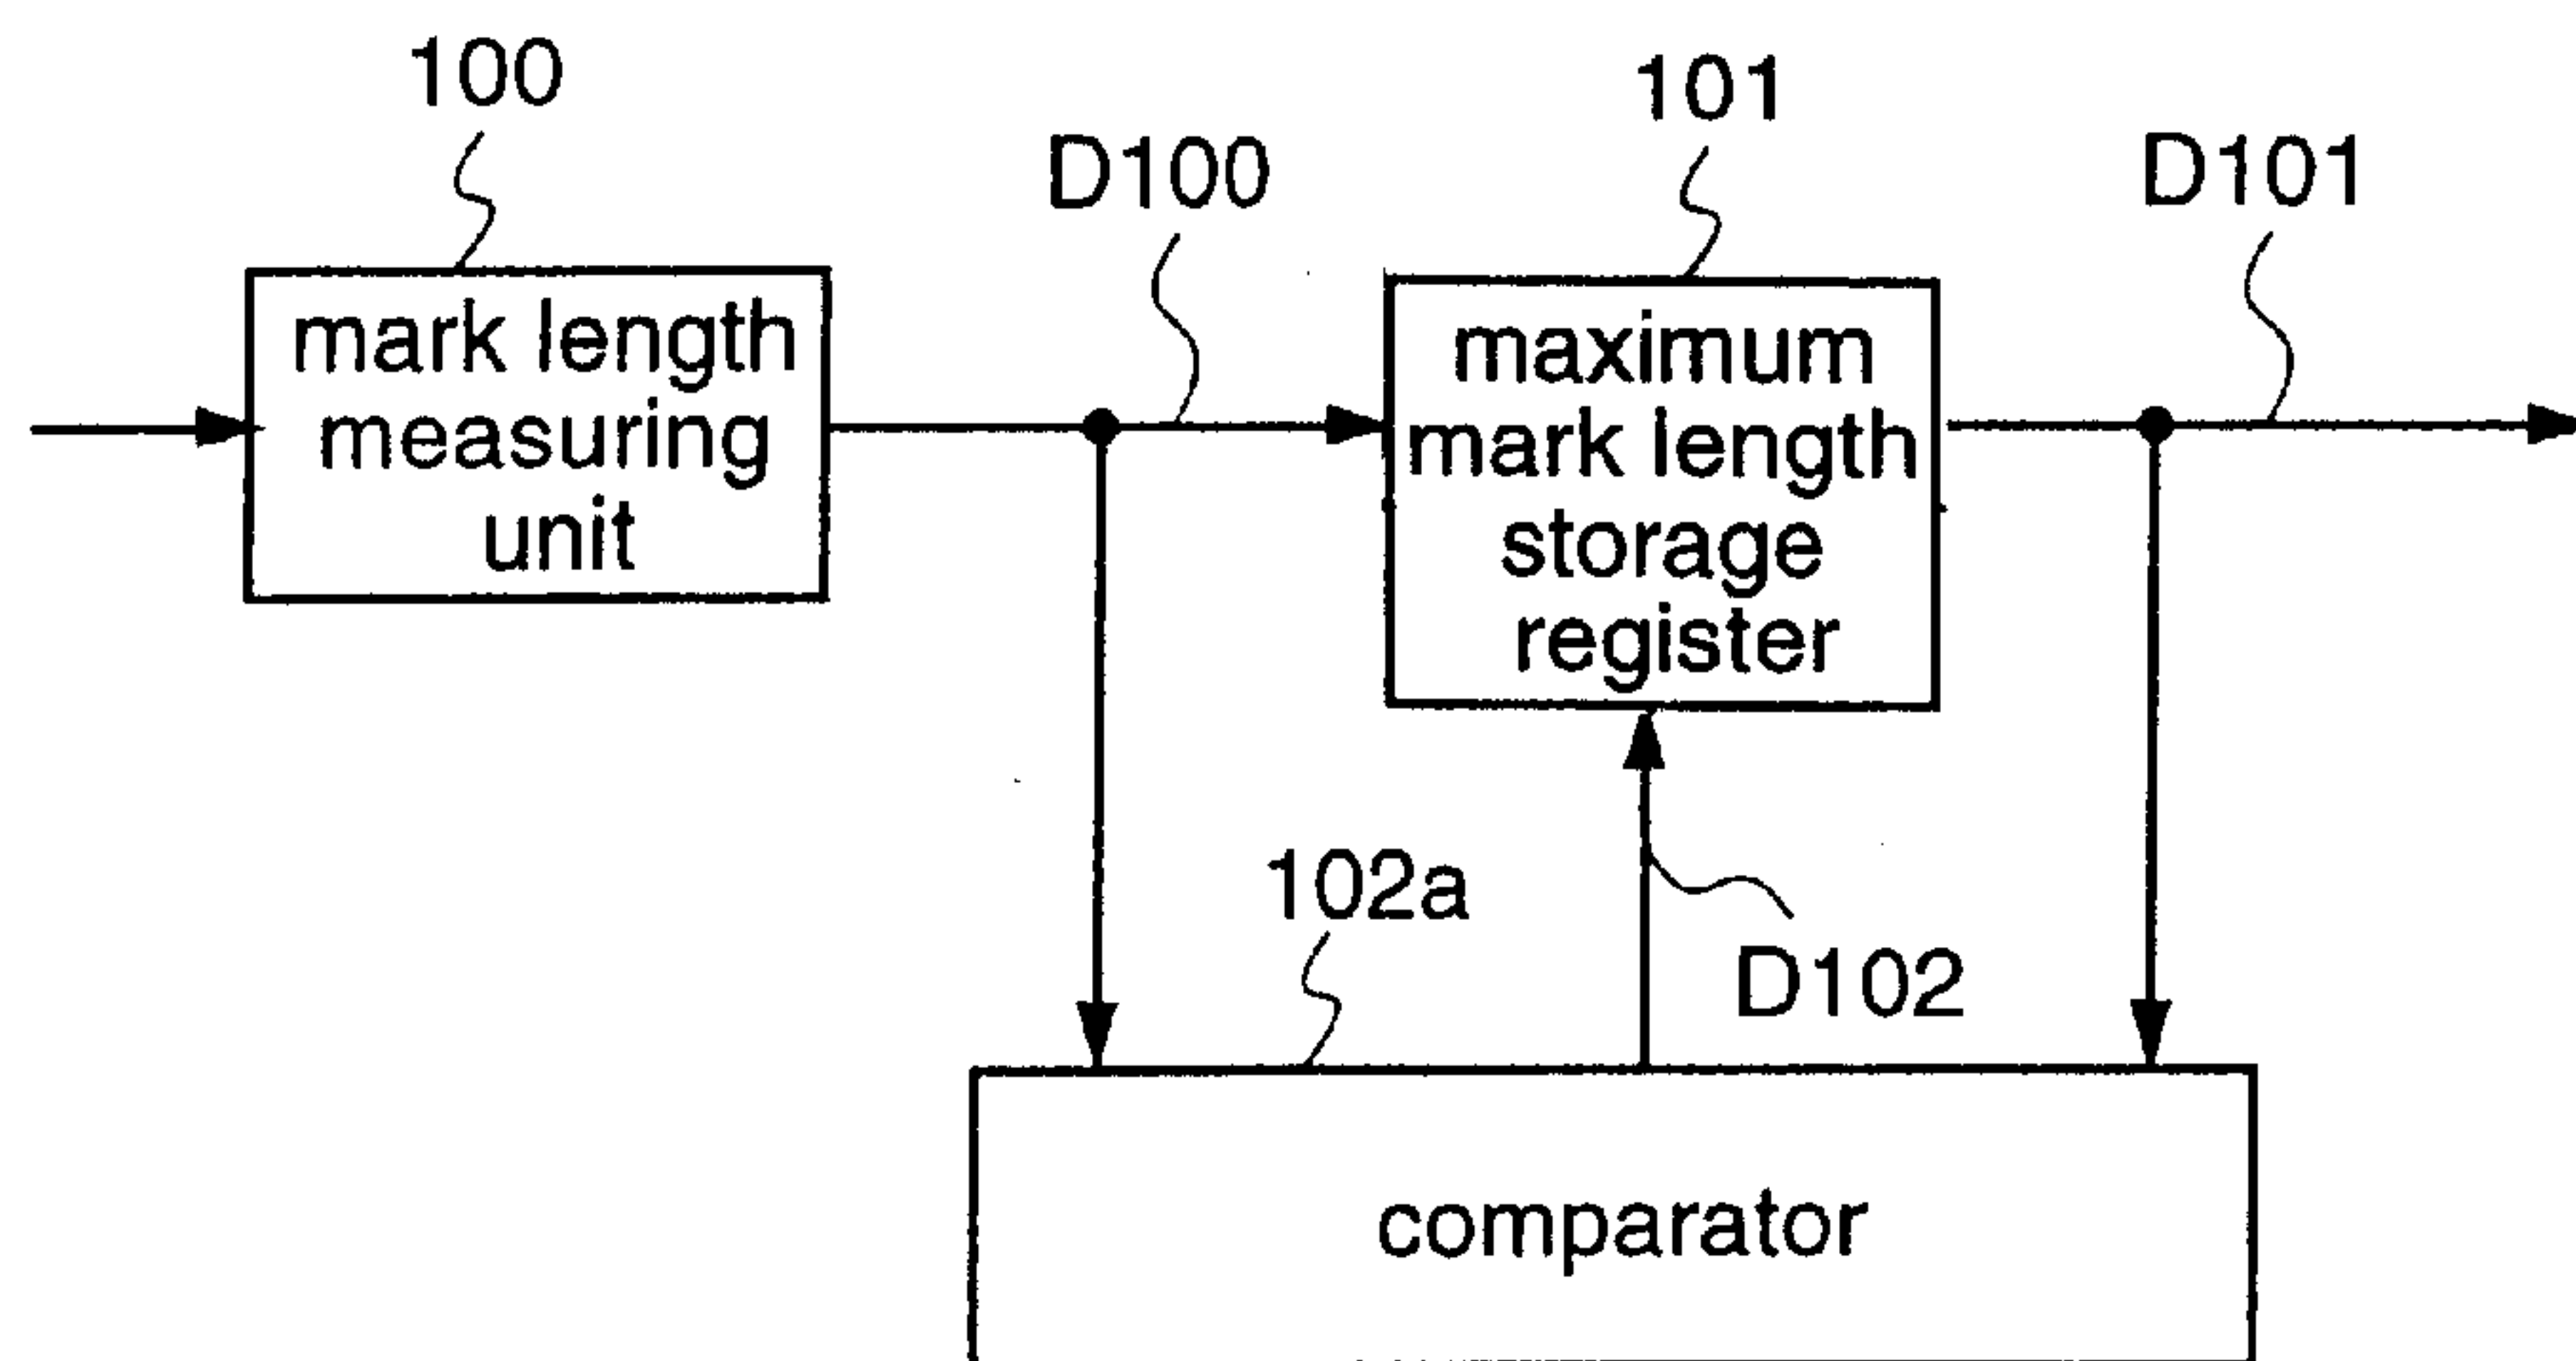 100
101
D100
D101
mark length
measuring
unit
maximum
mark length
storage
register
102a
D102
comparator